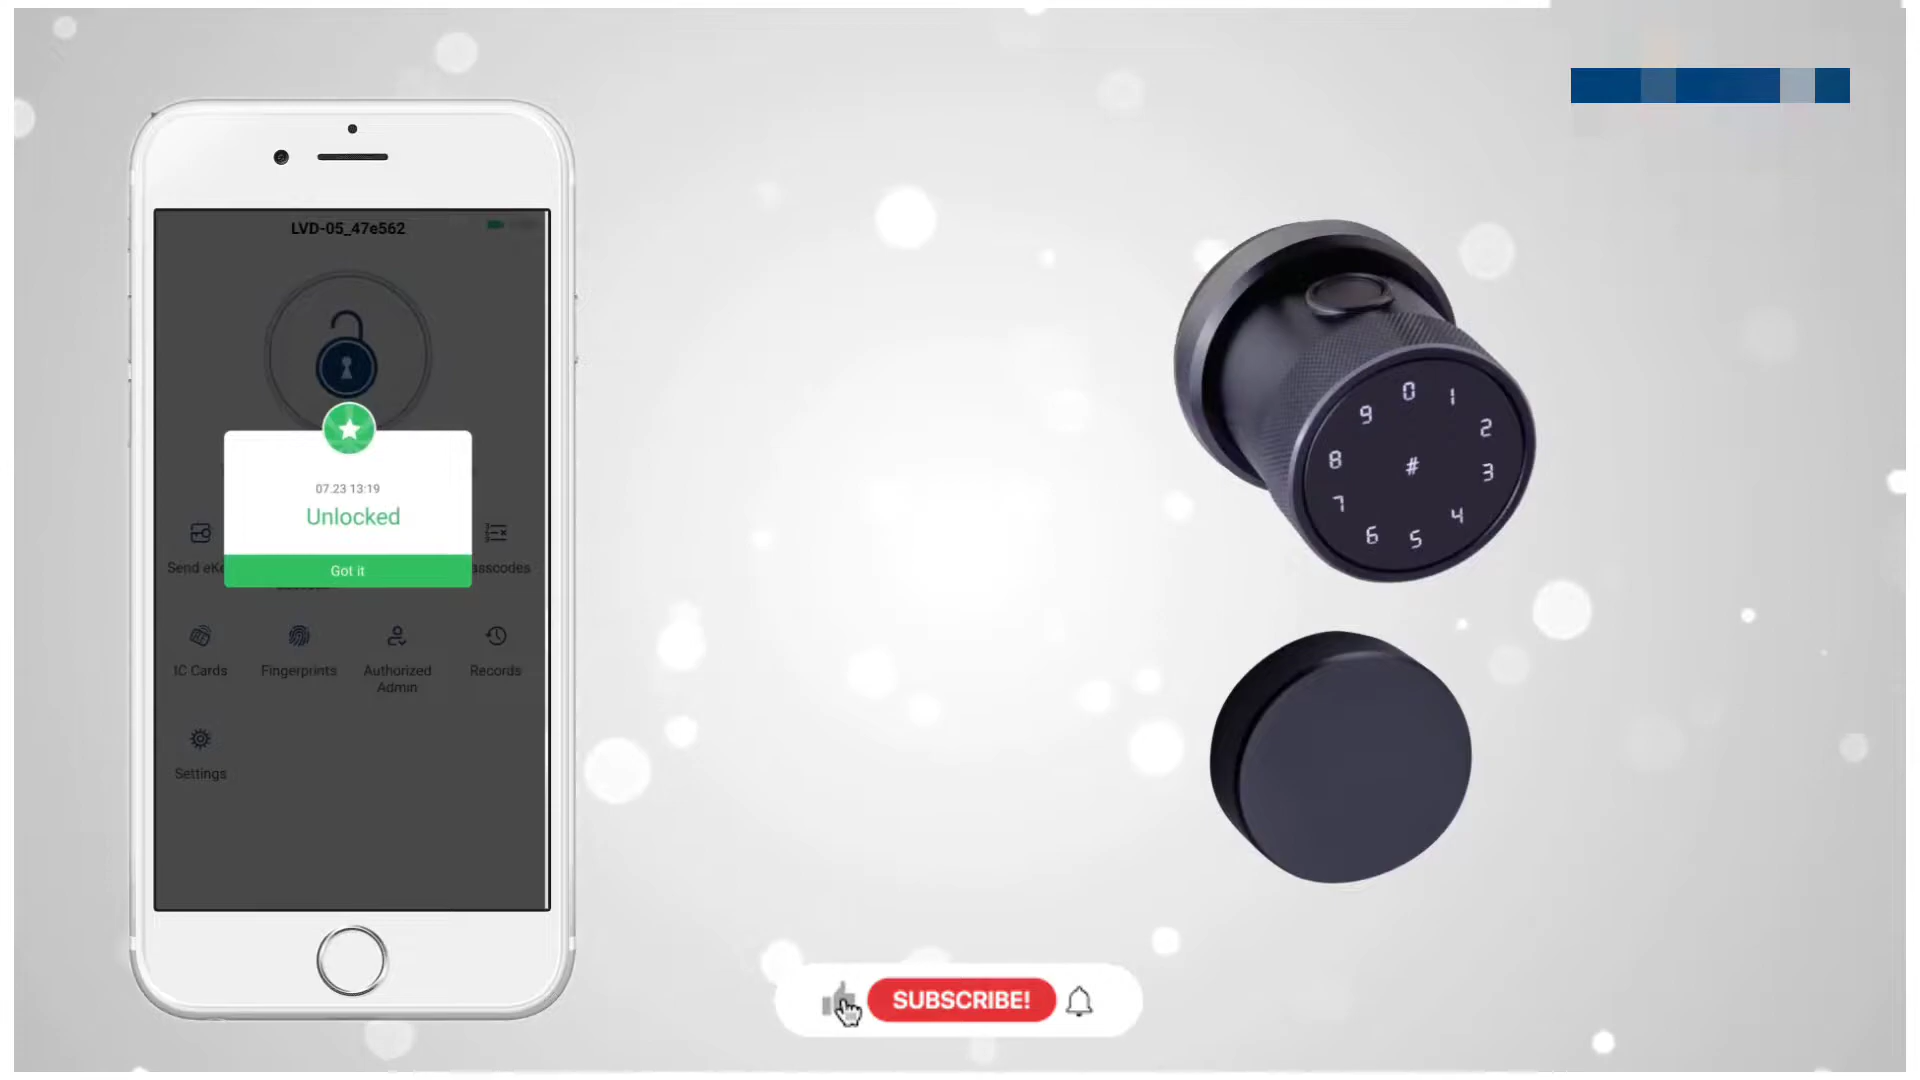 LVD-05_47e562
07.23 13:19
Unlocked
Got it
Send eKe
asscodes
IC Cards
Fingerprints
Authorized
Admin
Records
Settings
0
1
2
3
4
5
6
7
8
9
#
SUBSCRIBE!